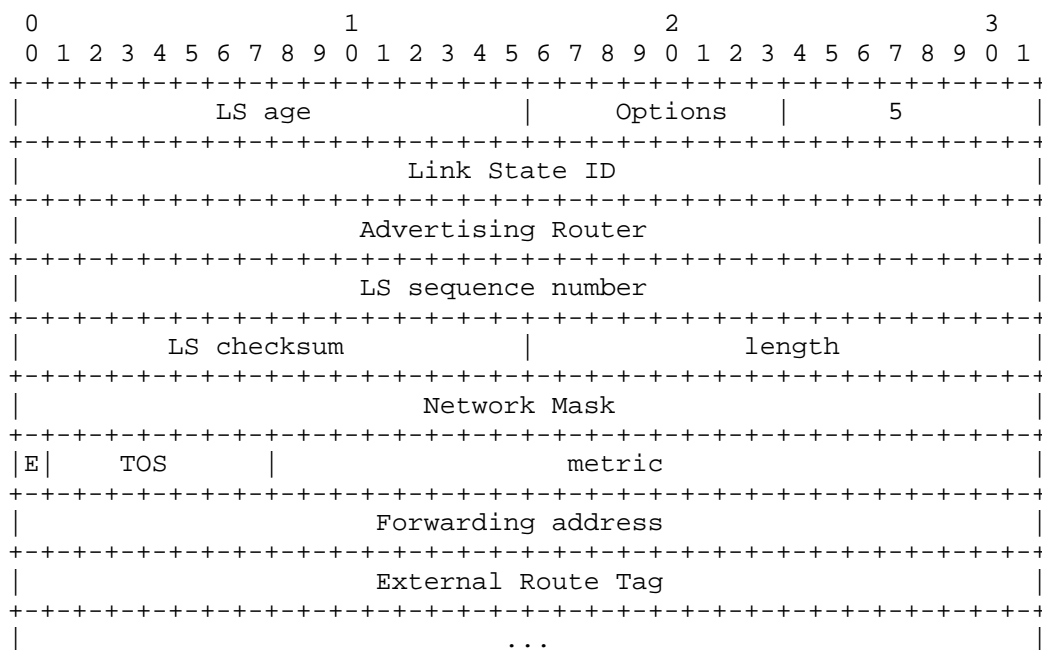 0                   1                   2                   3
0 1 2 3 4 5 6 7 8 9 0 1 2 3 4 5 6 7 8 9 0 1 2 3 4 5 6 7 8 9 0 1
+-+-+-+-+-+-+-+-+-+-+-+-+-+-+-+-+-+-+-+-+-+-+-+-+-+-+-+-+-+-+-+-+
|            LS age             |     Options   |      5        |
+-+-+-+-+-+-+-+-+-+-+-+-+-+-+-+-+-+-+-+-+-+-+-+-+-+-+-+-+-+-+-+-+
|                        Link State ID                          |
+-+-+-+-+-+-+-+-+-+-+-+-+-+-+-+-+-+-+-+-+-+-+-+-+-+-+-+-+-+-+-+-+
|                     Advertising Router                        |
+-+-+-+-+-+-+-+-+-+-+-+-+-+-+-+-+-+-+-+-+-+-+-+-+-+-+-+-+-+-+-+-+
|                     LS sequence number                        |
+-+-+-+-+-+-+-+-+-+-+-+-+-+-+-+-+-+-+-+-+-+-+-+-+-+-+-+-+-+-+-+-+
|         LS checksum           |             length            |
+-+-+-+-+-+-+-+-+-+-+-+-+-+-+-+-+-+-+-+-+-+-+-+-+-+-+-+-+-+-+-+-+
|                         Network Mask                          |
+-+-+-+-+-+-+-+-+-+-+-+-+-+-+-+-+-+-+-+-+-+-+-+-+-+-+-+-+-+-+-+-+
|E|    TOS      |                  metric                       |
+-+-+-+-+-+-+-+-+-+-+-+-+-+-+-+-+-+-+-+-+-+-+-+-+-+-+-+-+-+-+-+-+
|                      Forwarding address                       |
+-+-+-+-+-+-+-+-+-+-+-+-+-+-+-+-+-+-+-+-+-+-+-+-+-+-+-+-+-+-+-+-+
|                      External Route Tag                       |
+-+-+-+-+-+-+-+-+-+-+-+-+-+-+-+-+-+-+-+-+-+-+-+-+-+-+-+-+-+-+-+-+
|                              ...                              |